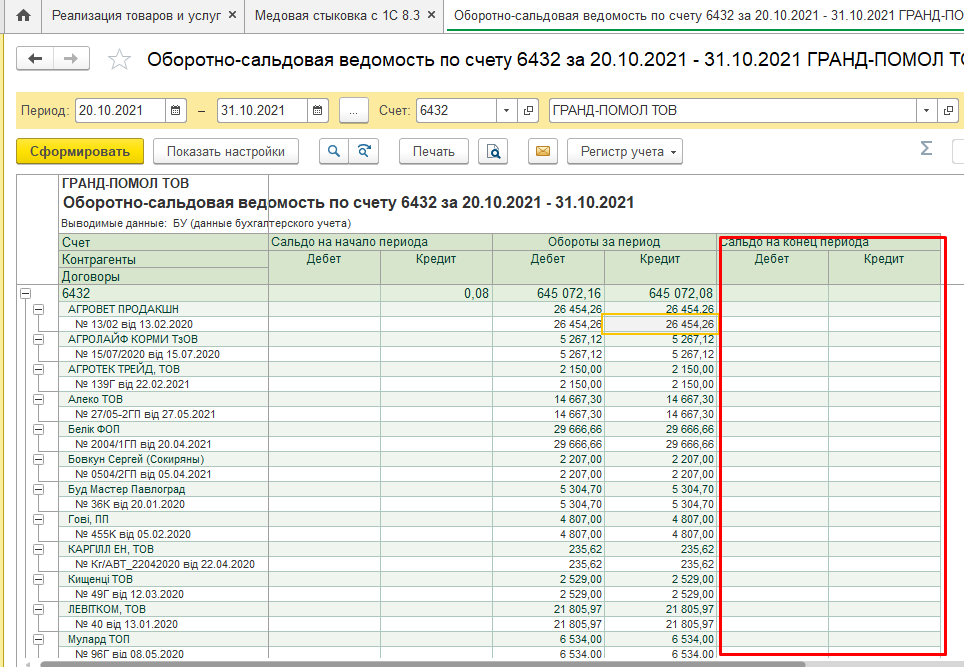 Реализация товаров и услуг ×
Медовая стыковка с 1С 8.3 ×
Оборотно-сальдовая ведомость по счету 6432 за 20.10.2021 - 31.10.2021 ГРАНД-ПО
Оборотно-сальдовая ведомость по счету 6432 за 20.10.2021 - 31.10.2021 ГРАНД-ПОМОЛ ТО
Период: 20.10.2021 – 31.10.2021 ... Счет: 6432 ГРАНД-ПОМОЛ ТОВ
Сформировать Показать настройки Печать Регистр учета Σ
ГРАНД-ПОМОЛ ТОВ
Оборотно-сальдовая ведомость по счету 6432 за 20.10.2021 - 31.10.2021
Выводимые данные: БУ (данные бухгалтерского учета)
Счет Сальдо на начало периода Обороты за период Сальдо на конец периода
Контрагенты Дебет Кредит Дебет Кредит Дебет Кредит
Договоры
6432 0,08 645 072,16 645 072,08
АГРОВЕТ ПРОДАКШН 26 454,26 26 454,26
№ 13/02 від 13.02.2020 26 454,26 26 454,26
АГРОЛАЙФ КОРМИ ТзОВ 5 267,12 5 267,12
№ 15/07/2020 від 15.07.2020 5 267,12 5 267,12
АГРОТЕК ТРЕЙД, ТОВ 2 150,00 2 150,00
№ 139Г від 22.02.2021 2 150,00 2 150,00
Алеко ТОВ 14 667,30 14 667,30
№ 27/05-2ГП від 27.05.2021 14 667,30 14 667,30
Белік ФОП 29 666,66 29 666,66
№ 2004/1ГП від 20.04.2021 29 666,66 29 666,66
Бовкун Сергей (Сокиряны) 2 207,00 2 207,00
№ 0504/2ГП від 05.04.2021 2 207,00 2 207,00
Буд Мастер Павлоград 5 304,70 5 304,70
№ 36К від 20.01.2020 5 304,70 5 304,70
Гові, ПП 4 807,00 4 807,00
№ 455К від 05.02.2020 4 807,00 4 807,00
КАРГІЛЛ ЕН, ТОВ 235,62 235,62
№ Кг/АВТ_22042020 від 22.04.2020 235,62 235,62
Кищенці ТОВ 2 529,00 2 529,00
№ 49Г від 12.03.2020 2 529,00 2 529,00
ЛЕВІТКОМ, ТОВ 21 805,97 21 805,97
№ 40 від 13.01.2020 21 805,97 21 805,97
Мулард ТОП 6 534,00 6 534,00
№ 96Г від 08.05.2020 6 534,00 6 534,00